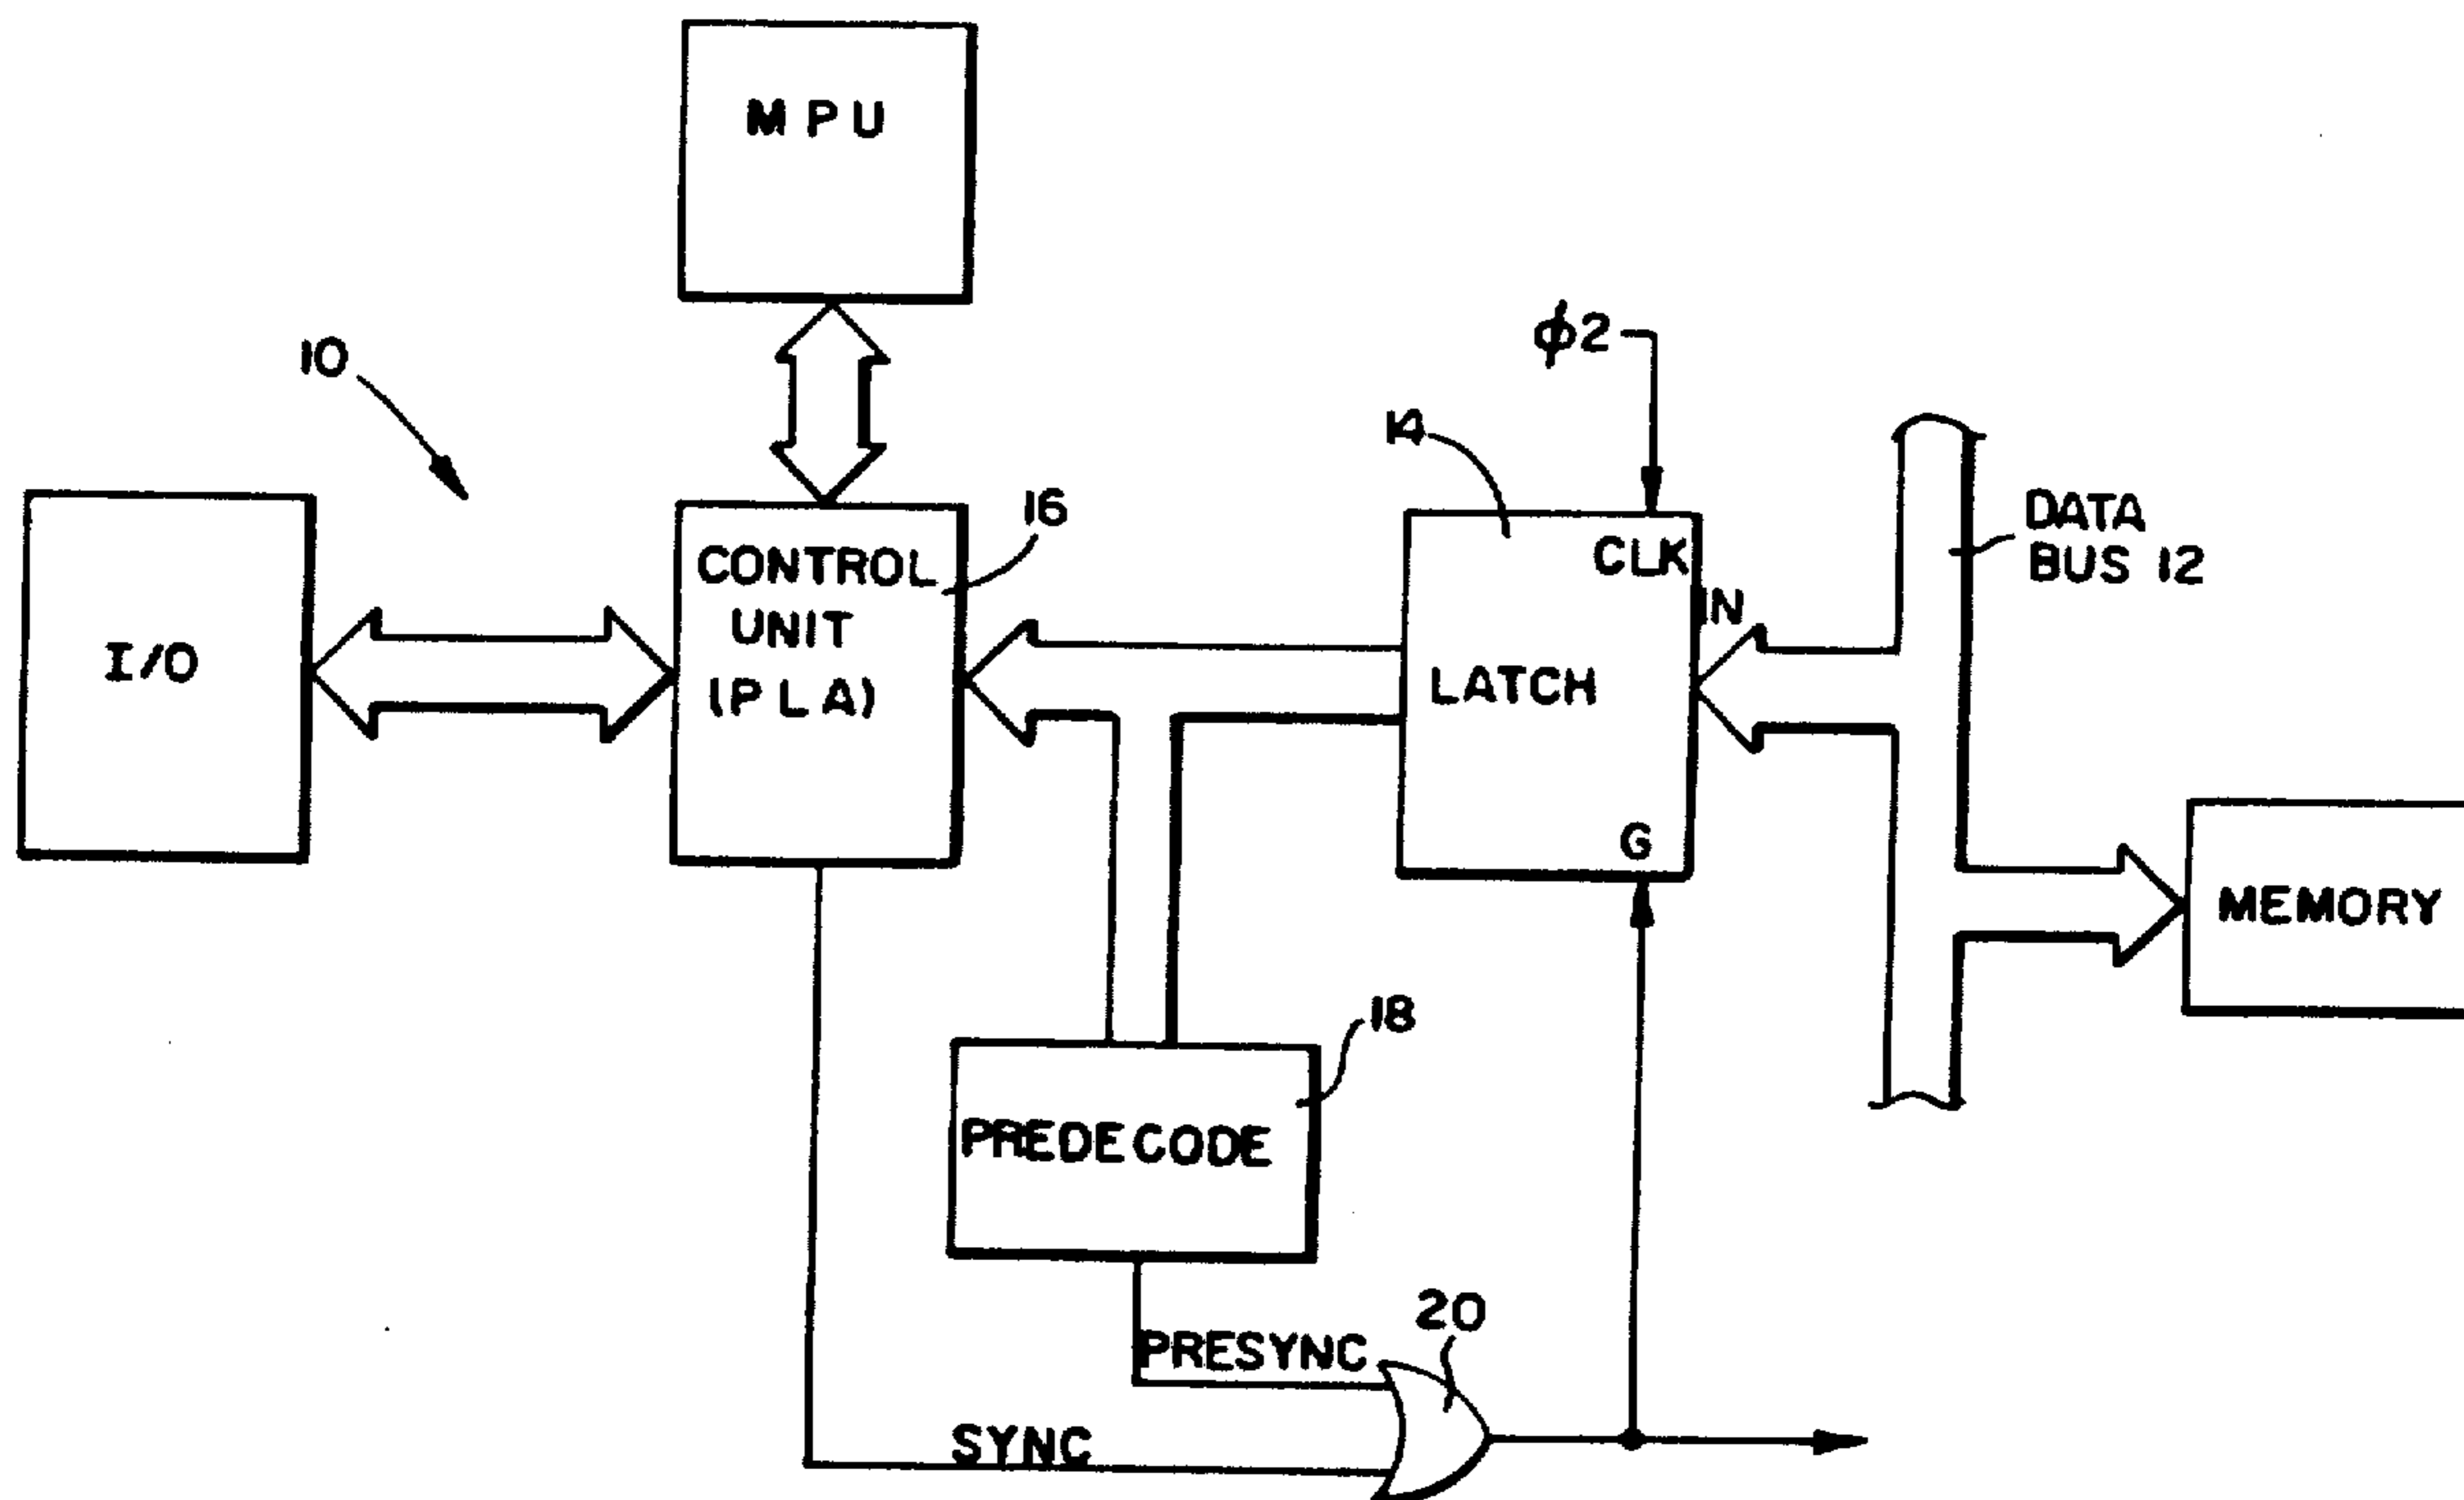 MPU
10
φ2
14
16
DATA
BUS 12
CONTROL
UNIT
(PLA)
CLK
IN
I/O
LATCH
G
MEMORY
18
PREDECODE
20
PRESYNC
SYNC